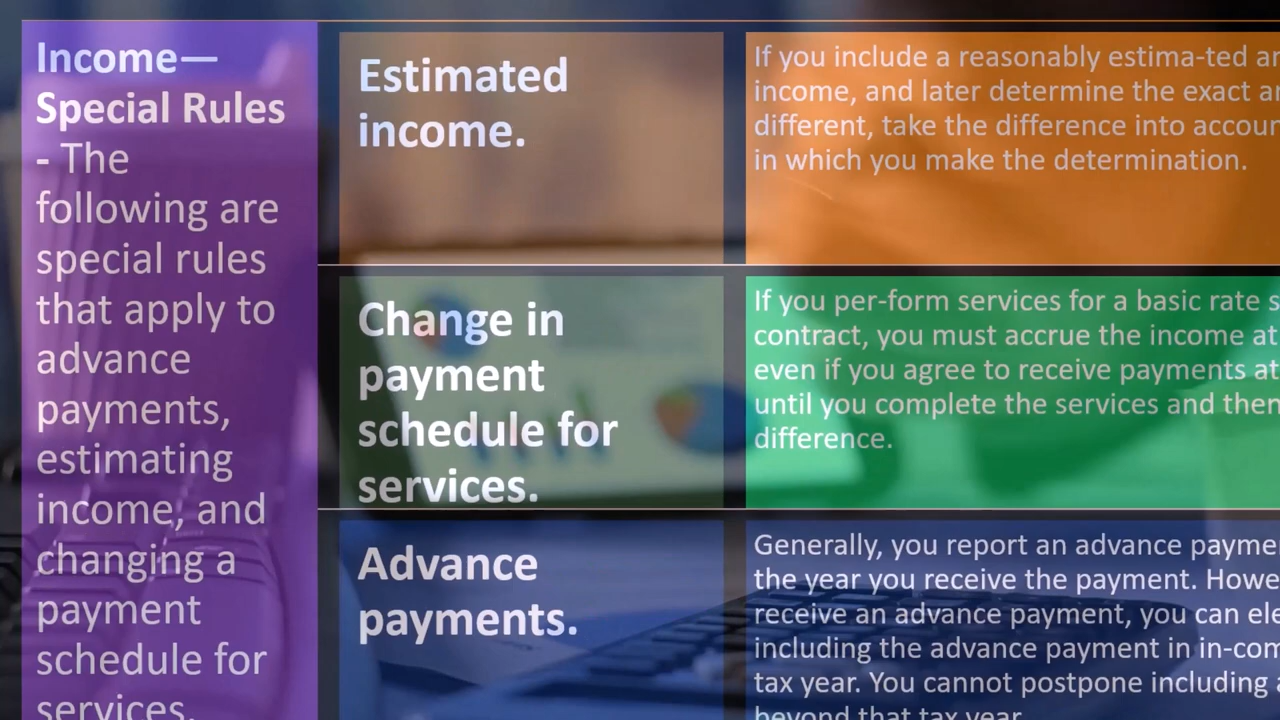 Income—
Special Rules
- The
following are
special rules
that apply to
advance
payments,
estimating
income, and
changing a
payment
schedule for
services.
Estimated
income.
If you include a reasonably estima-ted
income, and later determine the exact
different, take the difference into
in which you make the determination.
Change in
payment
schedule for
services.
If you per-form services for a basic rate
contract, you must accrue the income at
even if you agree to receive payments at
until you complete the services and then
difference.
Advance
payments.
Generally, you report an advance
the year you receive the payment.
receive an advance payment, you can
including the advance payment in
tax year. You cannot postpone including
beyond that tax year.